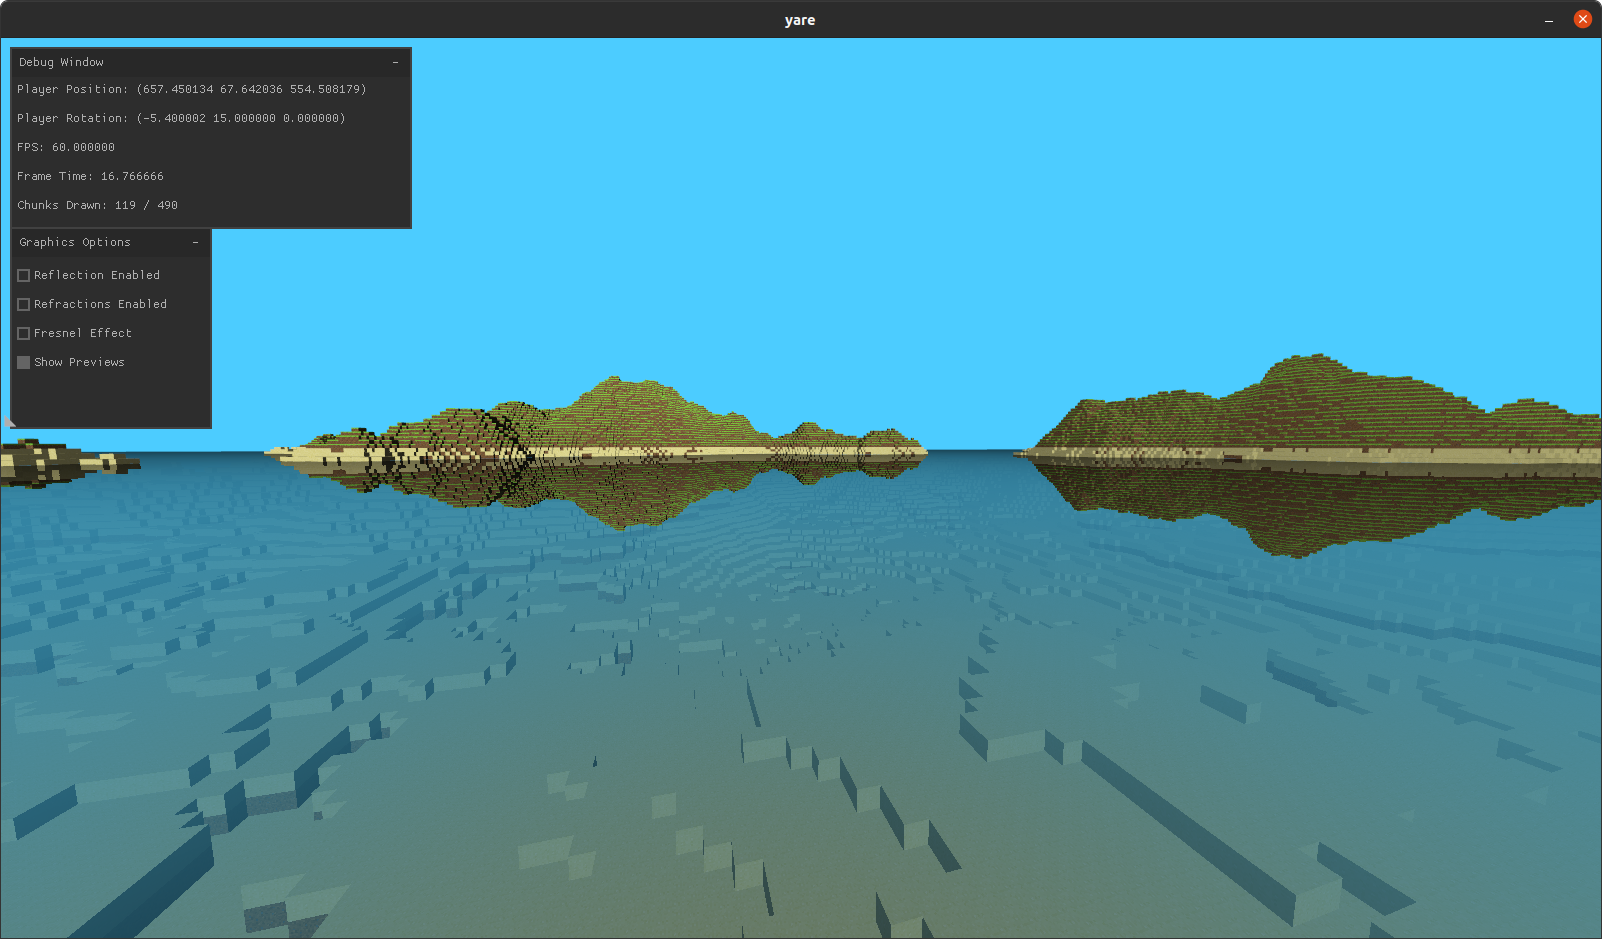 yare
Debug Window
Player Position: (657.450134 67.642036 554.508179)
Player Rotation: (-5.400002 15.000000 0.000000)
FPS: 60.000000
Frame Time: 16.766666
Chunks Drawn: 119 / 490
Graphics Options
Reflection Enabled
Refractions Enabled
Fresnel Effect
Show Previews